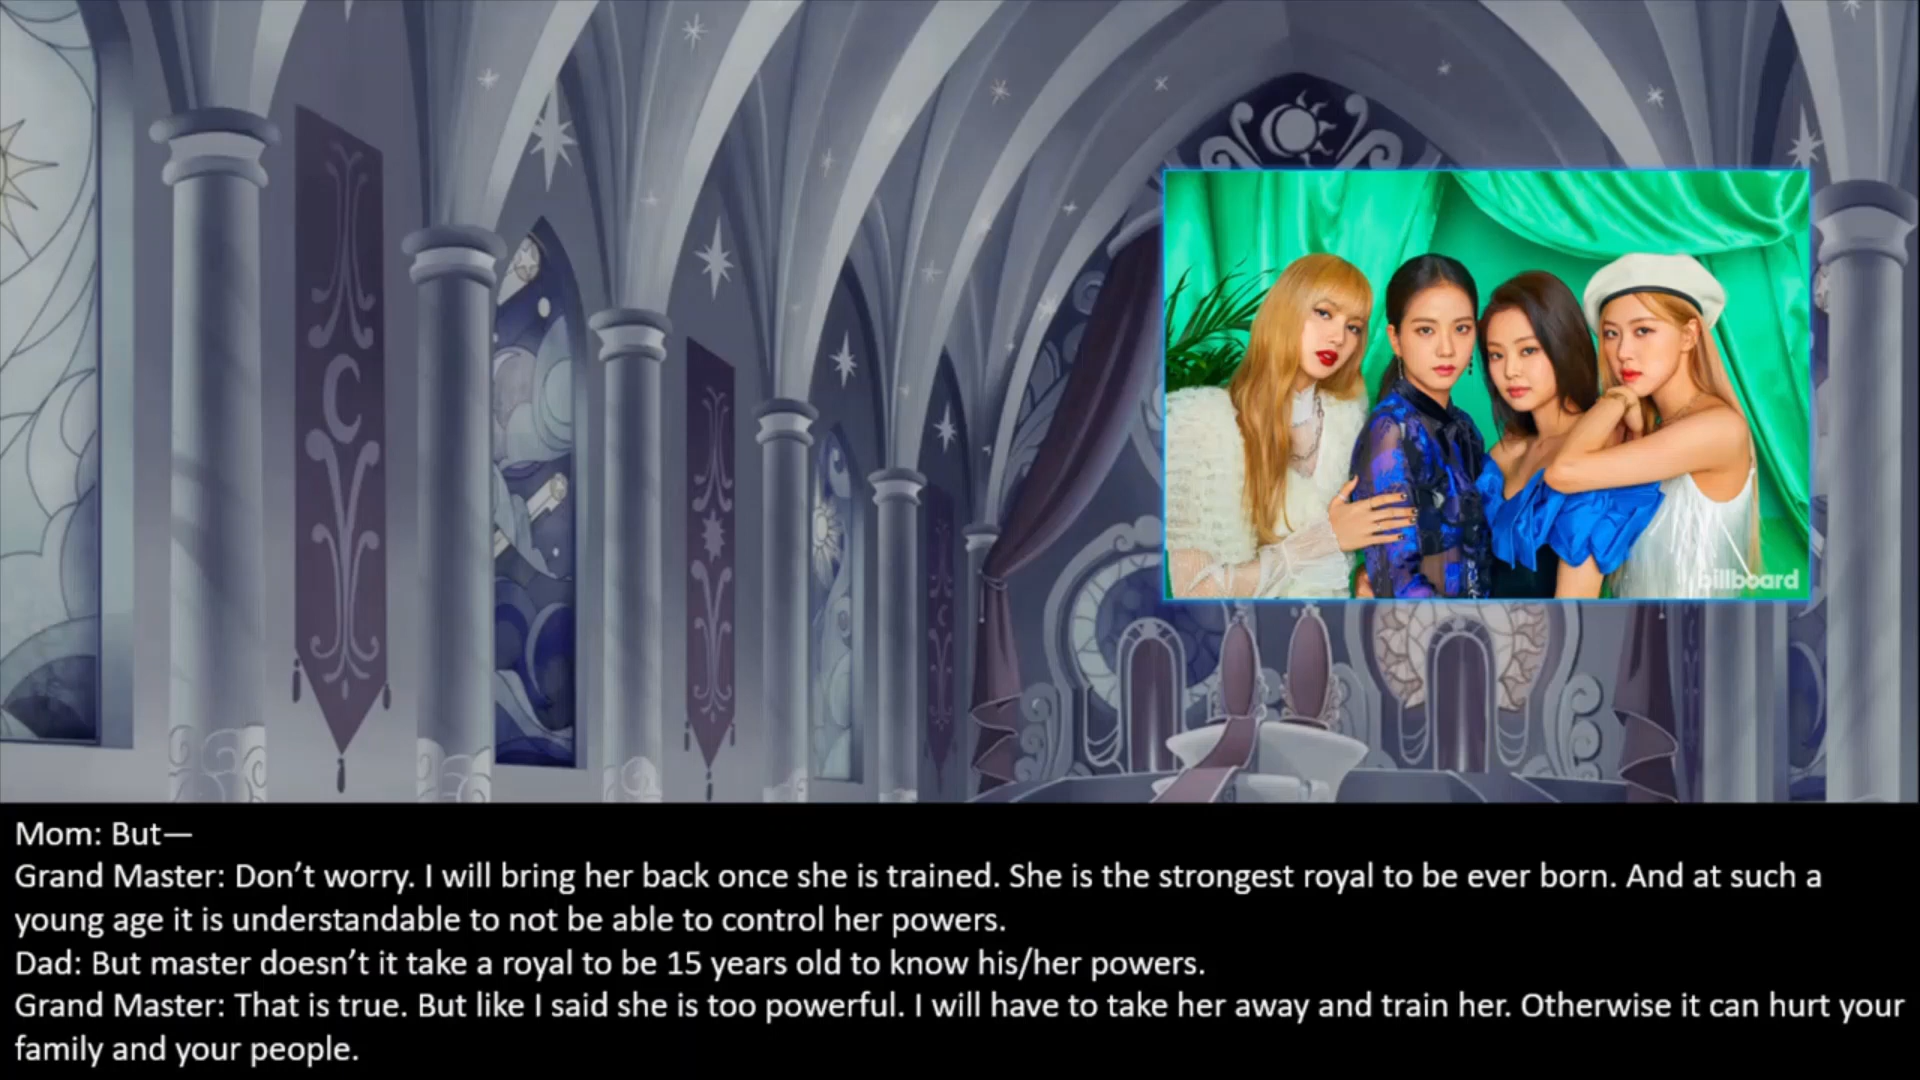 billboard
Mom: But—
Grand Master: Don’t worry. I will bring her back once she is trained. She is the strongest royal to be ever born. And at such a
young age it is understandable to not be able to control her powers.
Dad: But master doesn’t it take a royal to be 15 years old to know his/her powers.
Grand Master: That is true. But like I said she is too powerful. I will have to take her away and train her. Otherwise it can hurt your
family and your people.